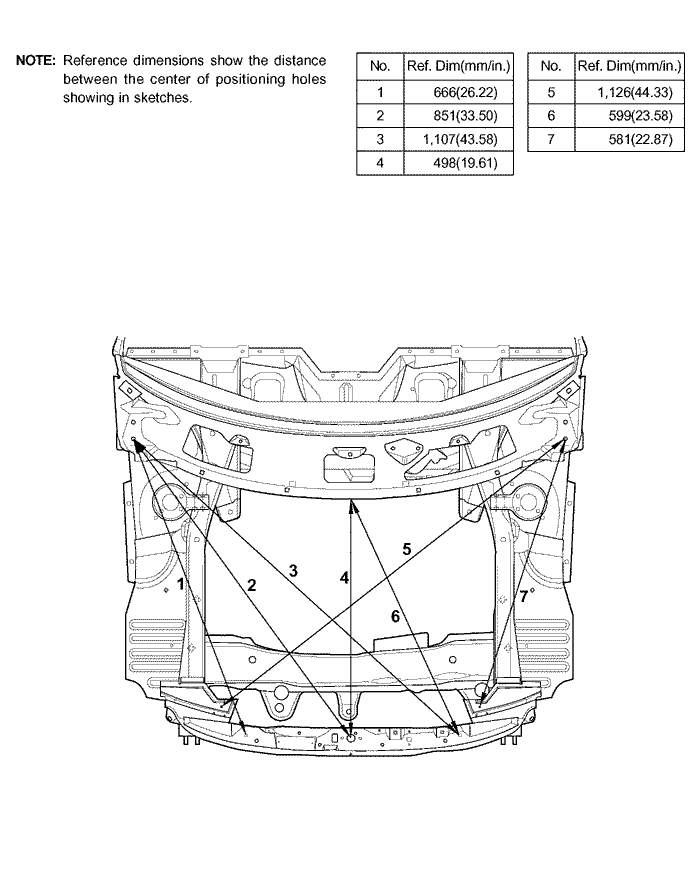 NOTE: Reference dimensions show the distance
between the center of positioning holes
showing in sketches.
No. Ref. Dim(mm/in.)
1 666(26.22)
2 851(33.50)
3 1,107(43.58)
4 498(19.61)
No. Ref. Dim(mm/in.)
5 1,126(44.33)
6 599(23.58)
7 581(22.87)
5
3
4
1
2
7
6